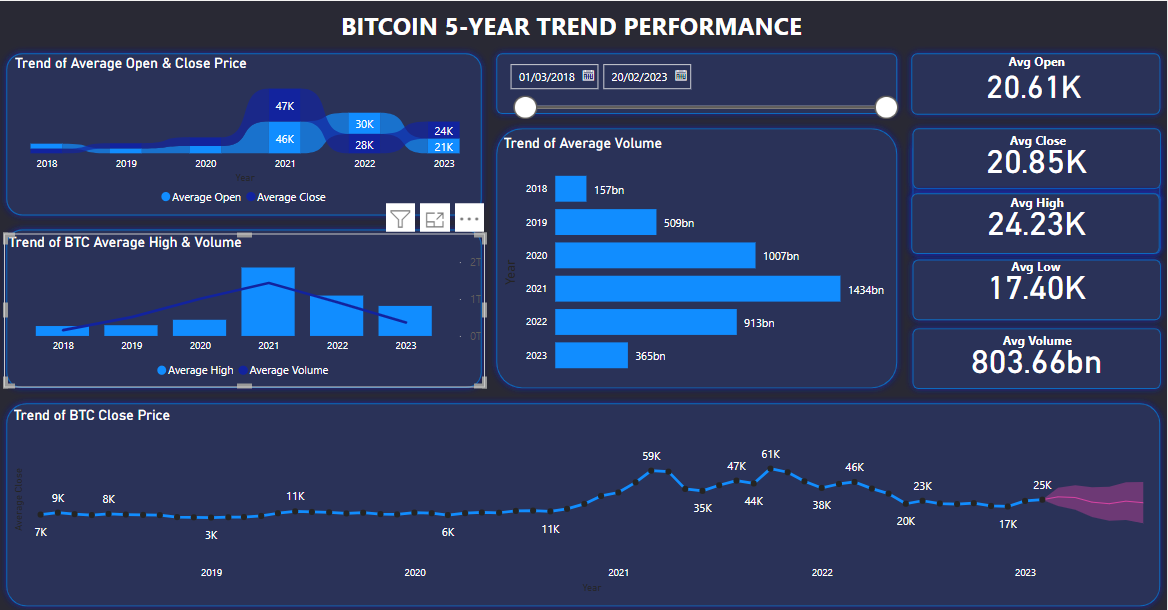 BITCOIN 5-YEAR TREND PERFORMANCE
Trend of Average Open & Close Price
47K
46K
30K
28K
24K
21K
2018 2019 2020 2021 2022 2023
Year
Average Open Average Close
01/03/2018 20/02/2023
Avg Open
20.61K
Avg Close
20.85K
Avg High
24.23K
Avg Low
17.40K
Avg Volume
803.66bn
Trend of BTC Average High & Volume
2T
1T
0T
2018 2019 2020 2021 2022 2023
Average High Average Volume
Trend of Average Volume
Year
2018 157bn
2019 509bn
2020 1007bn
2021 1434bn
2022 913bn
2023 365bn
Trend of BTC Close Price
Average Close
7K
9K
8K
3K
11K
6K
11K
59K
35K
47K
44K
61K
38K
46K
20K
23K
17K
25K
2019 2020 2021 2022 2023
Year